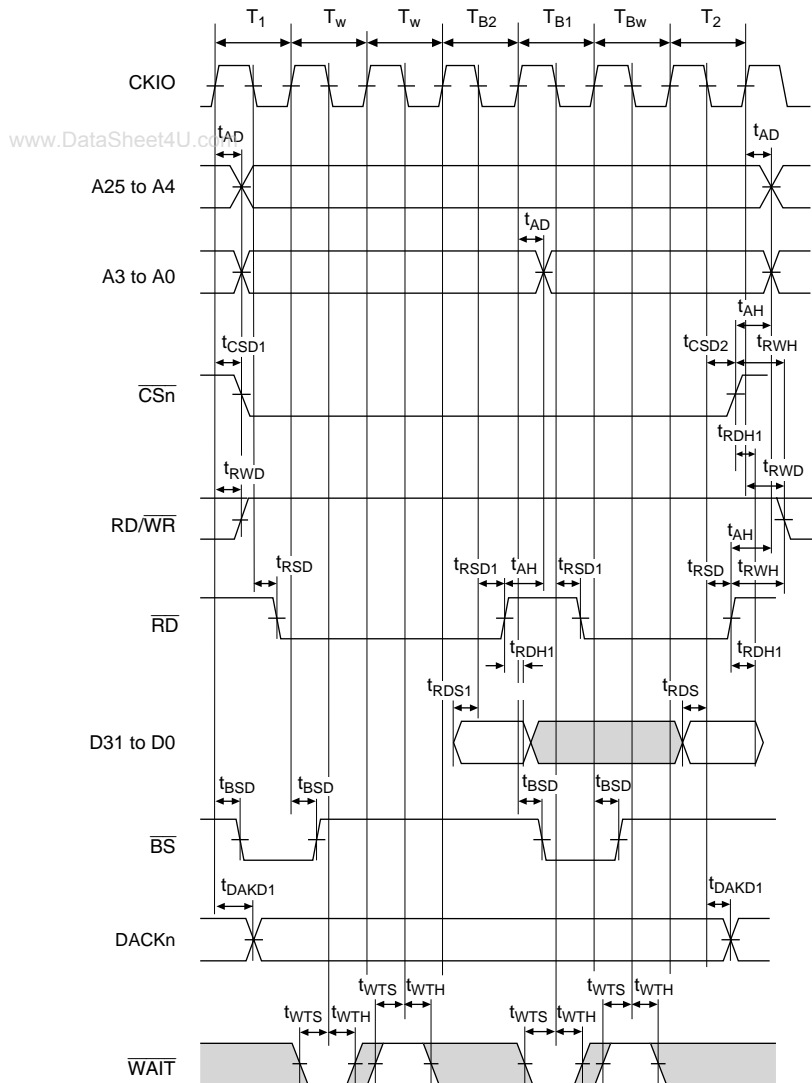 T1 Tw Tw TB2 TB1 TBw T2
CKIO
www.DataSheet4U.com
tAD tAD
A25 to A4
tAD
A3 to A0
tAH
tCSD1 tCSD2 tRWH
CSn
tRDH1
tRWD tRWD
RD/WR
tAH
tRSD tRSD1 tAH tRSD1 tRSD tRWH
RD
tRDH1 tRDH1
tRDS1 tRDS
D31 to D0
tBSD tBSD tBSD tBSD
BS
tDAKD1 tDAKD1
DACKn
tWTS tWTH tWTS tWTH
tWTS tWTH tWTS tWTH
WAIT